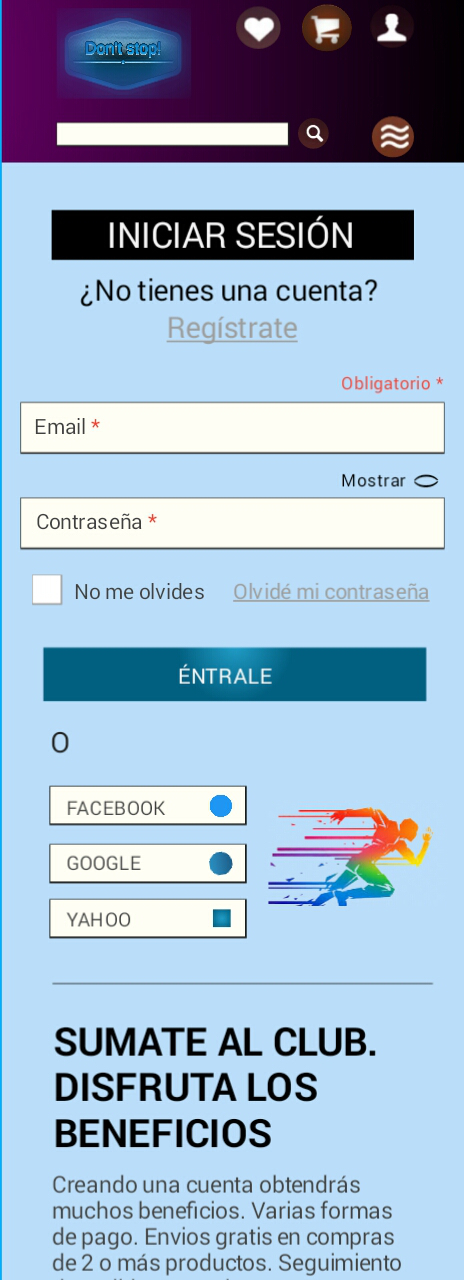 Don't stop!
INICIAR SESIÓN
¿No tienes una cuenta?
Regístrate
Obligatorio *
Email *
Mostrar
Contraseña *
No me olvides Olvidé mi contraseña
ÉNTRALE
O
FACEBOOK
GOOGLE
YAHOO
SUMATE AL CLUB.
DISFRUTA LOS
BENEFICIOS
Creando una cuenta obtendrás
muchos beneficios. Varias formas
de pago. Envios gratis en compras
de 2 o más productos. Seguimiento